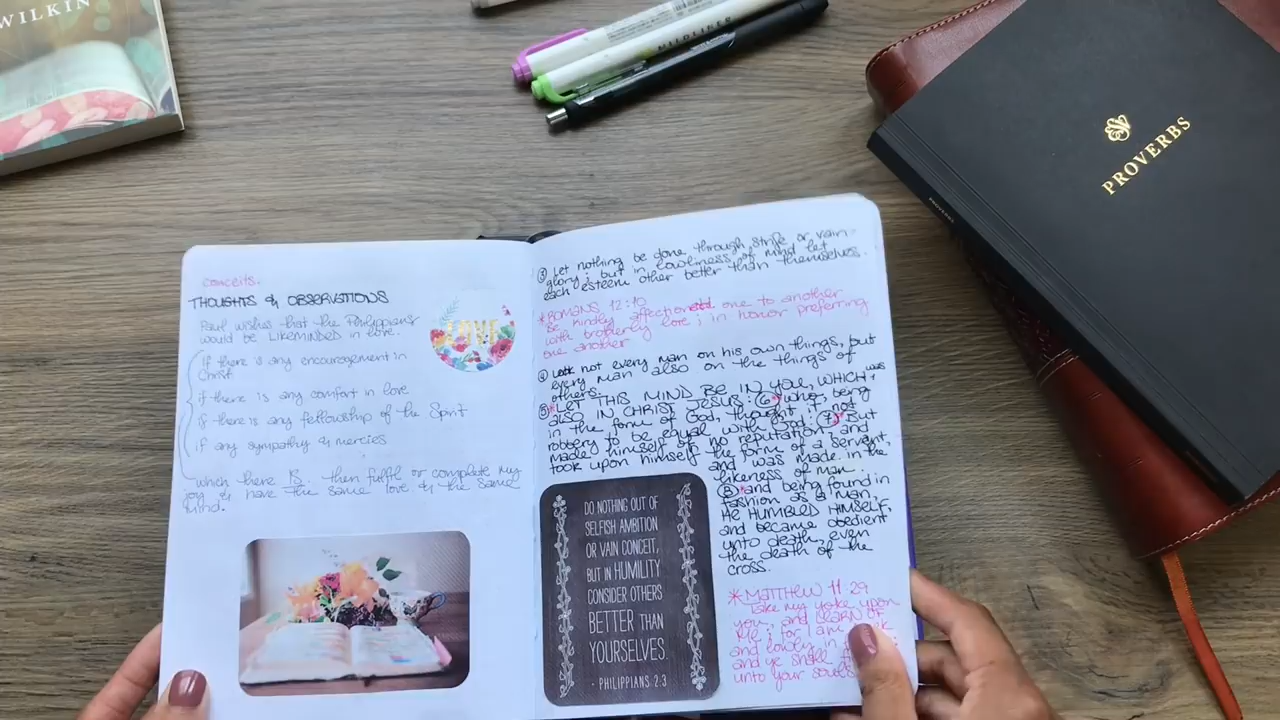 WILKIN
MILDLINER
PROVERBS
PROVERBS
conceits.
THOUGHTS & OBSERVATIONS
Paul wishes that the Philippians
would be LIKEMINDED in love.
if there is any encouragement in
Christ
if there is any comfort in love
if there is any fellowship of the Spirit
if any sympathy & mercies
which there IS. then fulfil or complete my
joy & have the same love & the same
mind.
LOVE
③ Let nothing be done through strife or vain-
glory; but in lowliness of mind let
each esteem other better than themselves.
*ROMANS 12:10
Be kindly affectioned one to another
with brotherly love; in honor preferring
one another
④ Look not every man on his own things, but
every man also on the things of
others.
⑤ *LET THIS MIND BE IN YOU, WHICH was
also IN CHRIST JESUS: ⑥* who, being
in the form of God, thought it not
robbery to be equal with God. ⑦* But
made himself of no reputation, and
took upon himself the form of a servant,
and was made in the
likeness of man.
⑧ *and being found in
fashion as a man,
HE HUMBLED HIMSELF,
and became obedient
unto death, even
the death of the
cross.
DO NOTHING OUT OF
SELFISH AMBITION
OR VAIN CONCEIT,
BUT IN HUMILITY
CONSIDER OTHERS
BETTER THAN
YOURSELVES.
- PHILIPPIANS 2:3
*MATTHEW 11:29
Take my yoke upon
you, and LEARN OF
ME; for I am
and lowly in
and ye shall
unto your souls